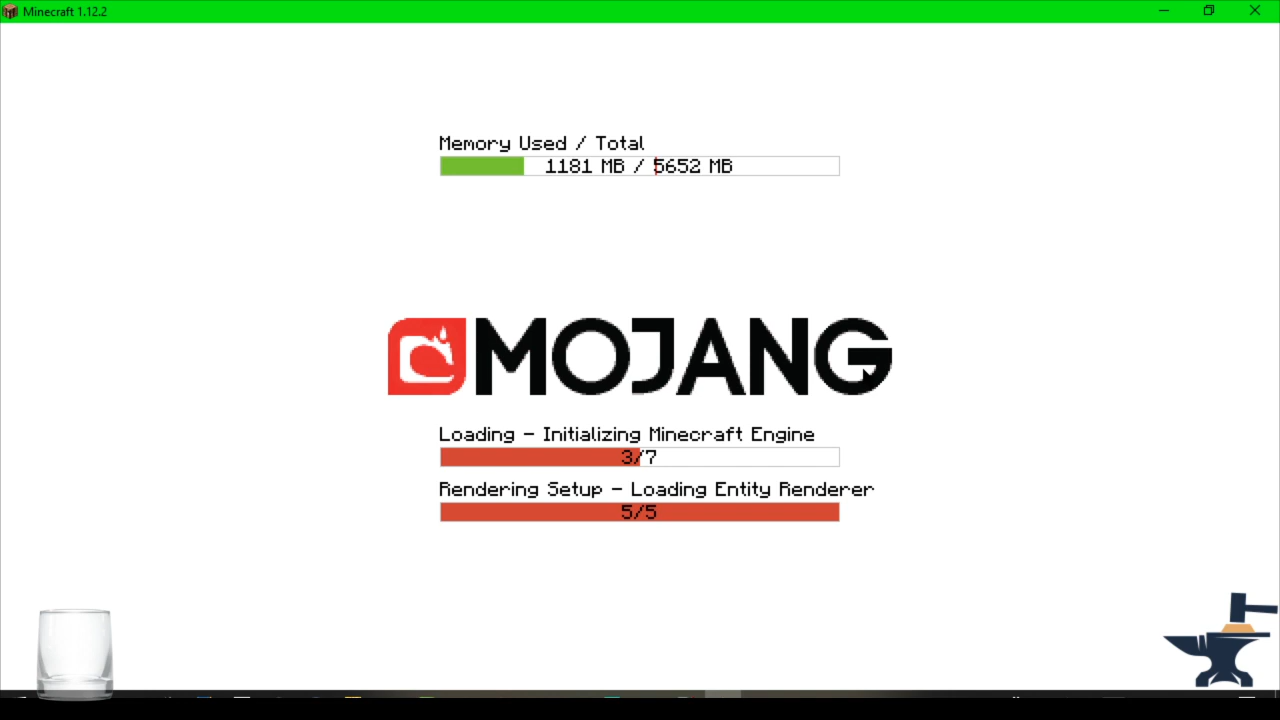 Minecraft 1.12.2
Memory Used / Total
1181 MB / 5652 MB
MOJANG
Loading - Initializing Minecraft Engine
3/7
Rendering Setup - Loading Entity Renderer
5/5